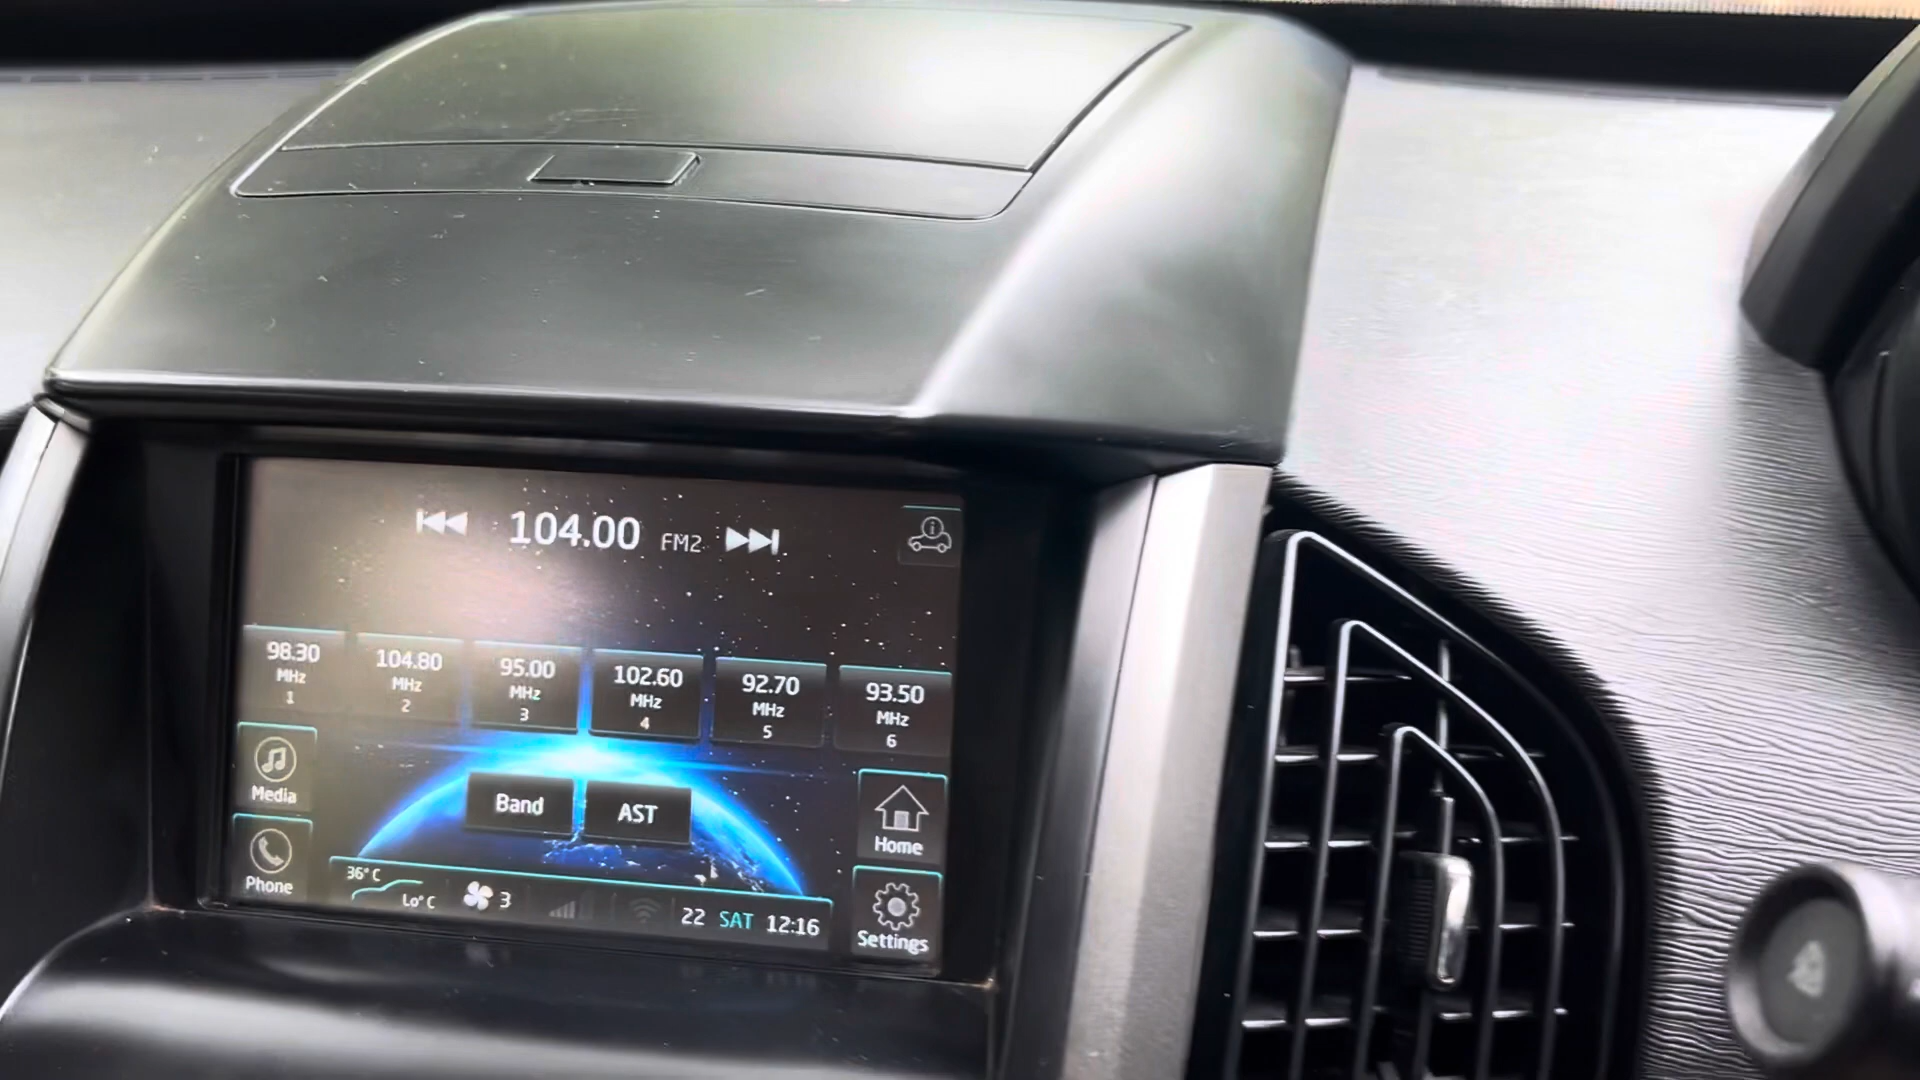 104.00 FM2
98.30 MHz 1
104.80 MHz 2
95.00 MHz 3
102.60 MHz 4
92.70 MHz 5
93.50 MHz 6
Media
Band
AST
Home
Phone
36°C
Lo°C
3
22 SAT 12:16
Settings